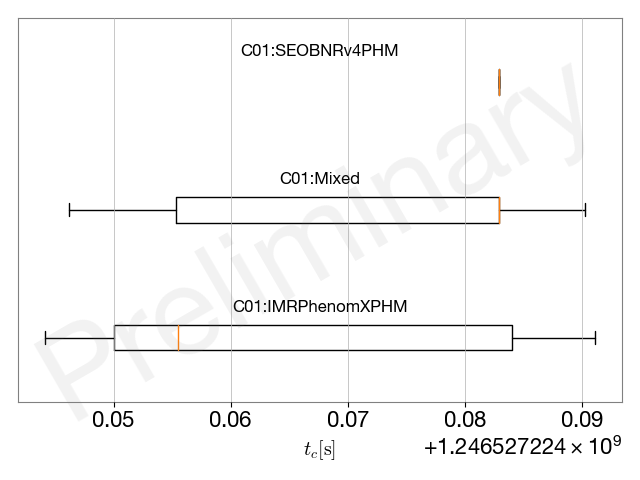 C01:SEOBNRv4PHM
C01:Mixed
C01:IMRPhenomXPHM
Preliminary
0.05 0.06 0.07 0.08 0.09
t_c[s]
+1.246527224 × 10⁹